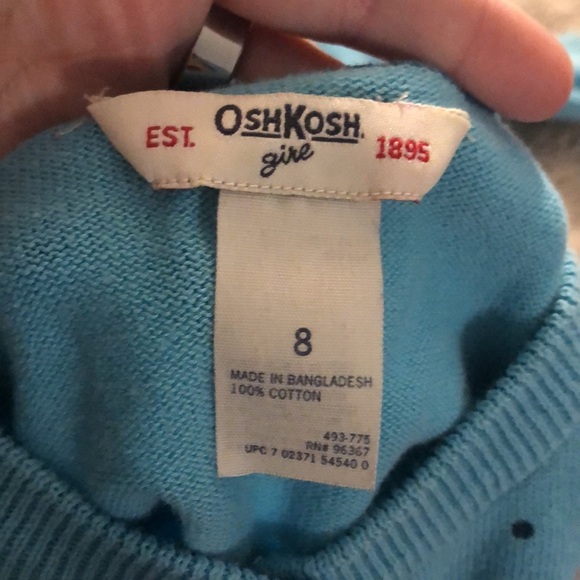 EST. OSHKOSH. 1895
girl
8
MADE IN BANGLADESH
100% COTTON
493-775
RN# 96367
UPC 7 02371 54540 0